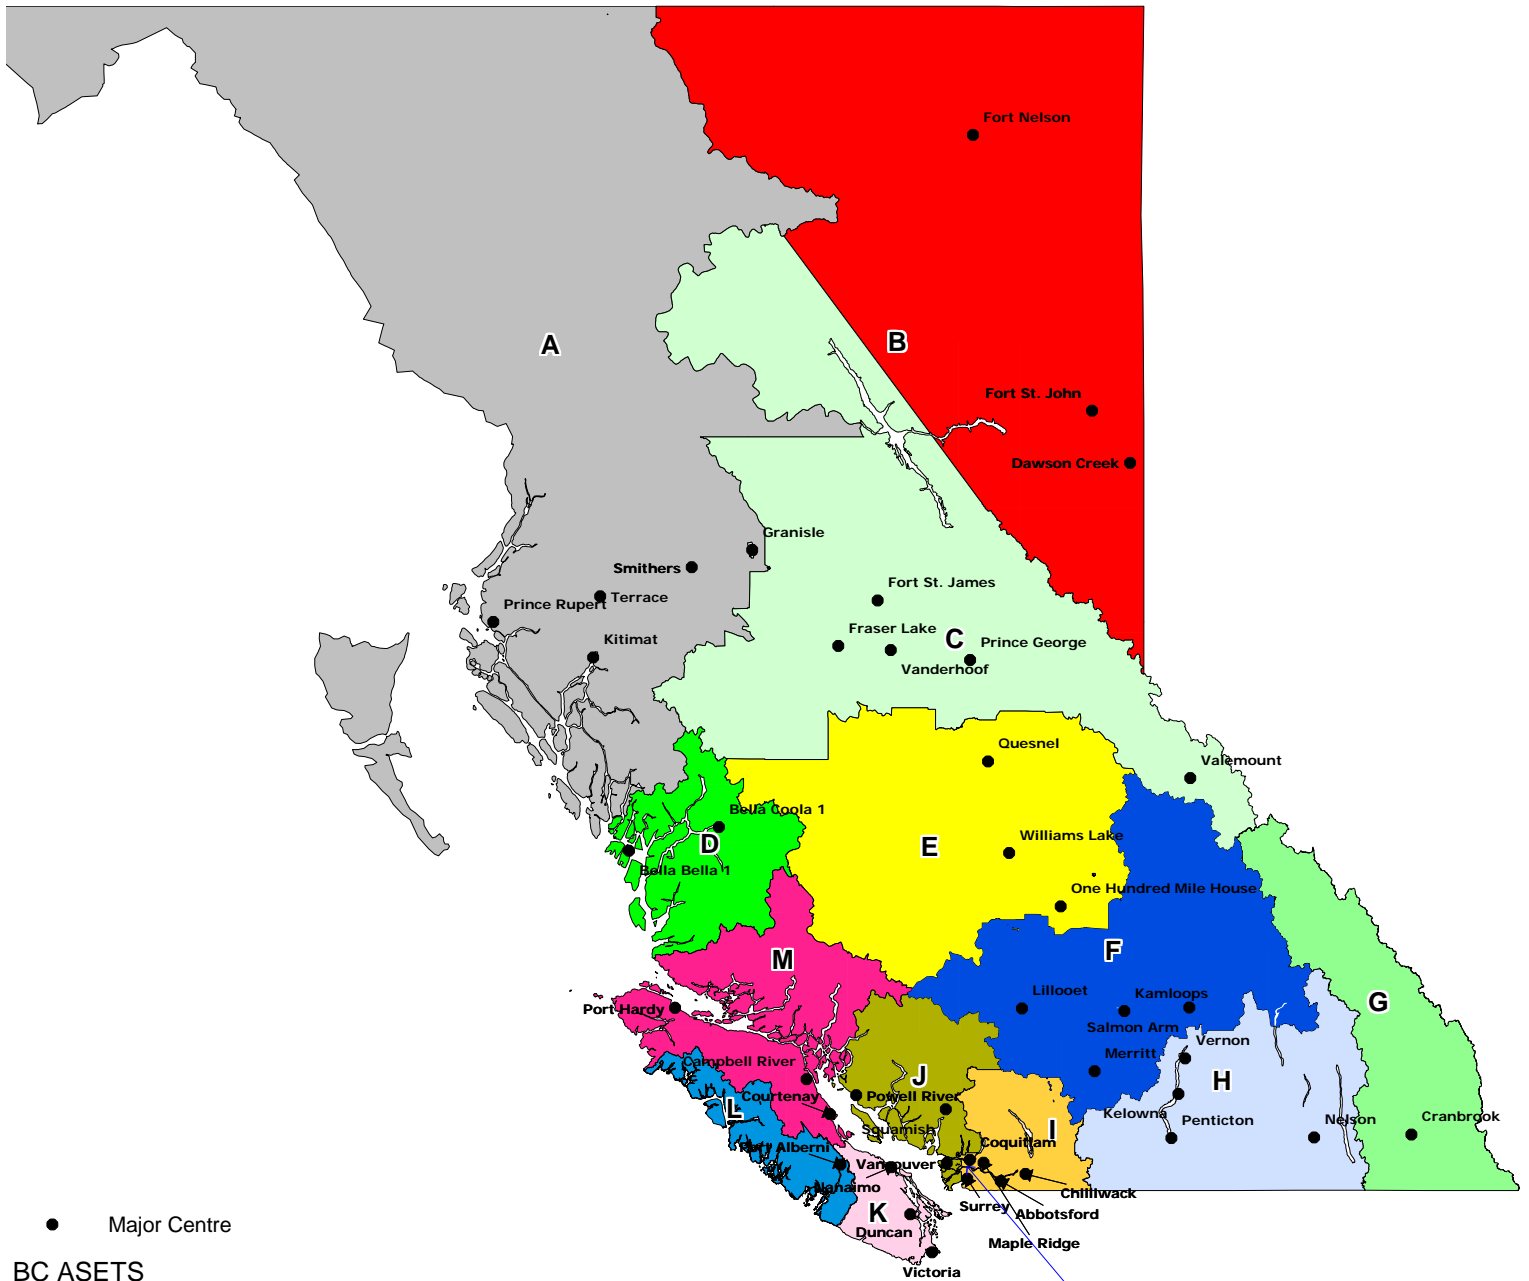 Fort Nelson
A
B
Fort St. John
Dawson Creek
Granisle
Smithers
Fort St. James
Terrace
Prince Rupert
Fraser Lake
C
Prince George
Kitimat
Vanderhoof
Quesnel
Valemount
Bella Coola 1
Williams Lake
D
E
Bella Bella 1
One Hundred Mile House
F
M
Lillooet
Kamloops
G
Port Hardy
Salmon Arm
Vernon
Campbell River
Merritt
J
H
Courtenay
Powell River
L
Kelowna
Penticton
Nelson
Cranbrook
Squamish
I
Coquitlam
Port Alberni
Vancouver
Nanaimo
Chilliwack
Surrey
Abbotsford
K
Duncan
Maple Ridge
Victoria
Major Centre
BC ASETS